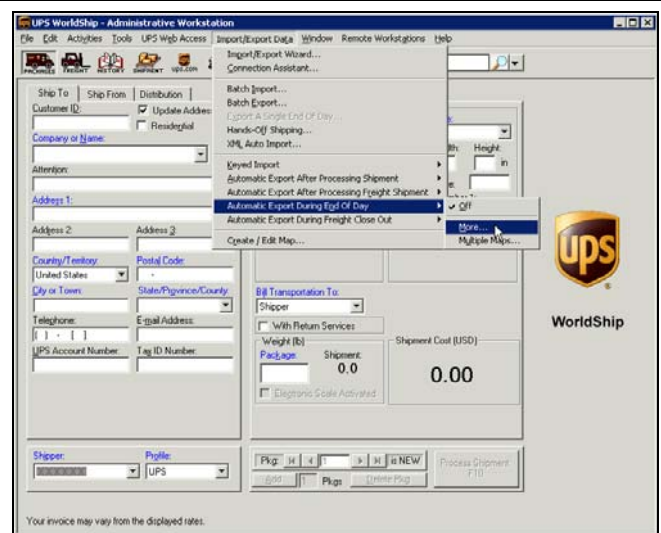 UPS WorldShip - Administrative Workstation
File Edit Activities Tools UPS Web Access Import/Export Data Window Remote Workstations Help
PACKAGES FREIGHT HISTORY SHIPMENT ups.com
Import/Export Wizard...
Connection Assistant...
Batch Import...
Batch Export...
Export A Single End Of Day...
Hands-Off Shipping...
XML Auto Import...
Keyed Import
Automatic Export After Processing Shipment
Automatic Export After Processing Freight Shipment
Automatic Export During End Of Day
Automatic Export During Freight Close Out
Create / Edit Map...
Off
More...
Multiple Maps...
Ship To Ship From Distribution
Customer ID:
Update Addres
Residential
Company or Name:
Attention:
Address 1:
Address 2: Address 3:
Country/Territory: Postal Code:
United States
-
City or Town: State/Province/County:
Telephone: E-mail Address:
( ) - [ ]
UPS Account Number: Tax ID Number:
Height:
in
Bill Transportation To:
Shipper
With Return Services
Weight (lb)
Package: Shipment:
0.0
Electronic Scale Activated
Shipment Cost (USD)
0.00
ups
WorldShip
Shipper: Profile:
UPS
Pkg: 1 is NEW
Add 1 Pkgs Delete Pkg
Process Shipment
F10
Your invoice may vary from the displayed rates.